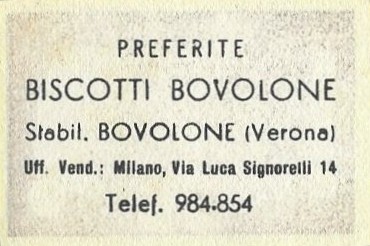 PREFERITE
BISCOTTI BOVOLONE
Stabil. BOVOLONE (Verona)
Uff. Vend.: Milano, Via Luca Signorelli 14
Telef. 984.854